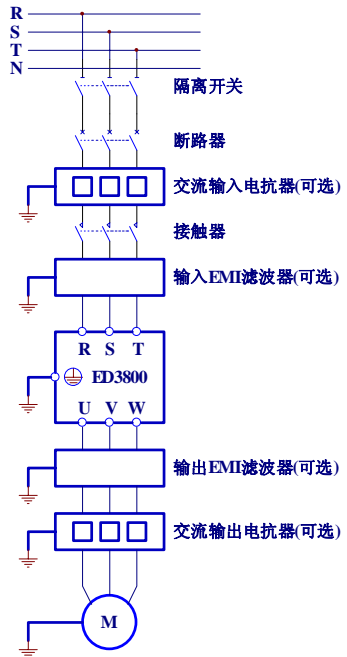 R
S
T
N
隔离开关
断路器
交流输入电抗器(可选)
接触器
输入EMI滤波器(可选)
R S T
ED3800
U V W
输出EMI滤波器(可选)
交流输出电抗器(可选)
M